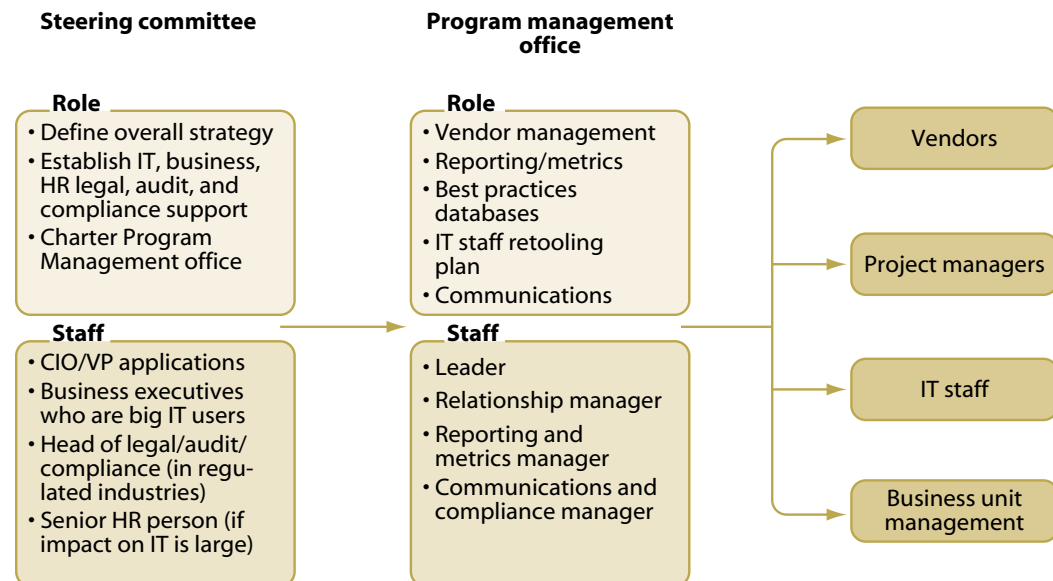 Steering committee
Role
• Define overall strategy
• Establish IT, business,
HR legal, audit, and
compliance support
• Charter Program
Management office
Staff
• CIO/VP applications
• Business executives
who are big IT users
• Head of legal/audit/
compliance (in regu-
lated industries)
• Senior HR person (if
impact on IT is large)
Program management
office
Role
• Vendor management
• Reporting/metrics
• Best practices
databases
• IT staff retooling
plan
• Communications
Staff
• Leader
• Relationship manager
• Reporting and
metrics manager
• Communications and
compliance manager
Vendors
Project managers
IT staff
Business unit
management